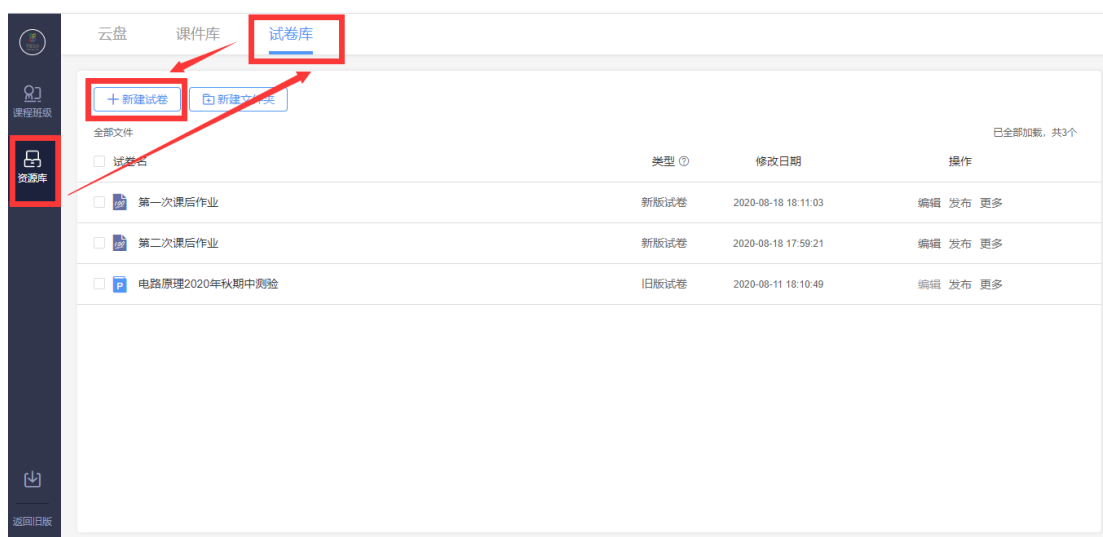 云盘 课件库 试卷库
课程班级
资源库
返回旧版
新建试卷 新建文件夹
全部文件 已全部加载，共3个
试卷名 类型 修改日期 操作
第一次课后作业 新版试卷 2020-08-18 18:11:03 编辑 发布 更多
第二次课后作业 新版试卷 2020-08-18 17:59:21 编辑 发布 更多
电路原理2020年秋期中测验 旧版试卷 2020-08-11 18:10:49 编辑 发布 更多